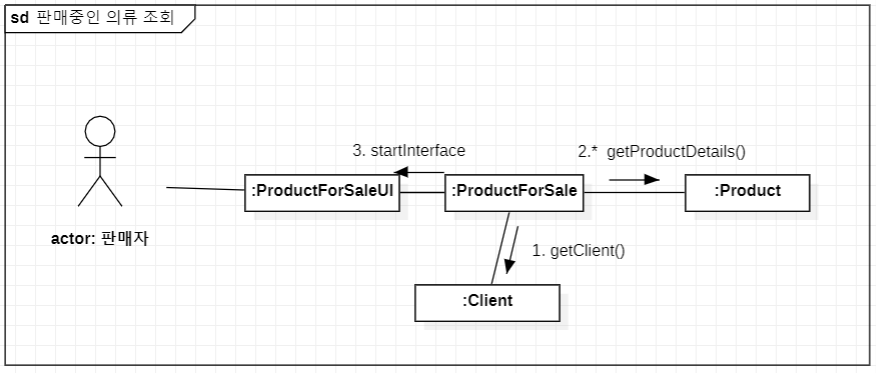 sd 판매중인 의류 조회
3. startInterface
2.* getProductDetails()
:ProductForSaleUI
:ProductForSale
:Product
actor: 판매자
1. getClient()
:Client